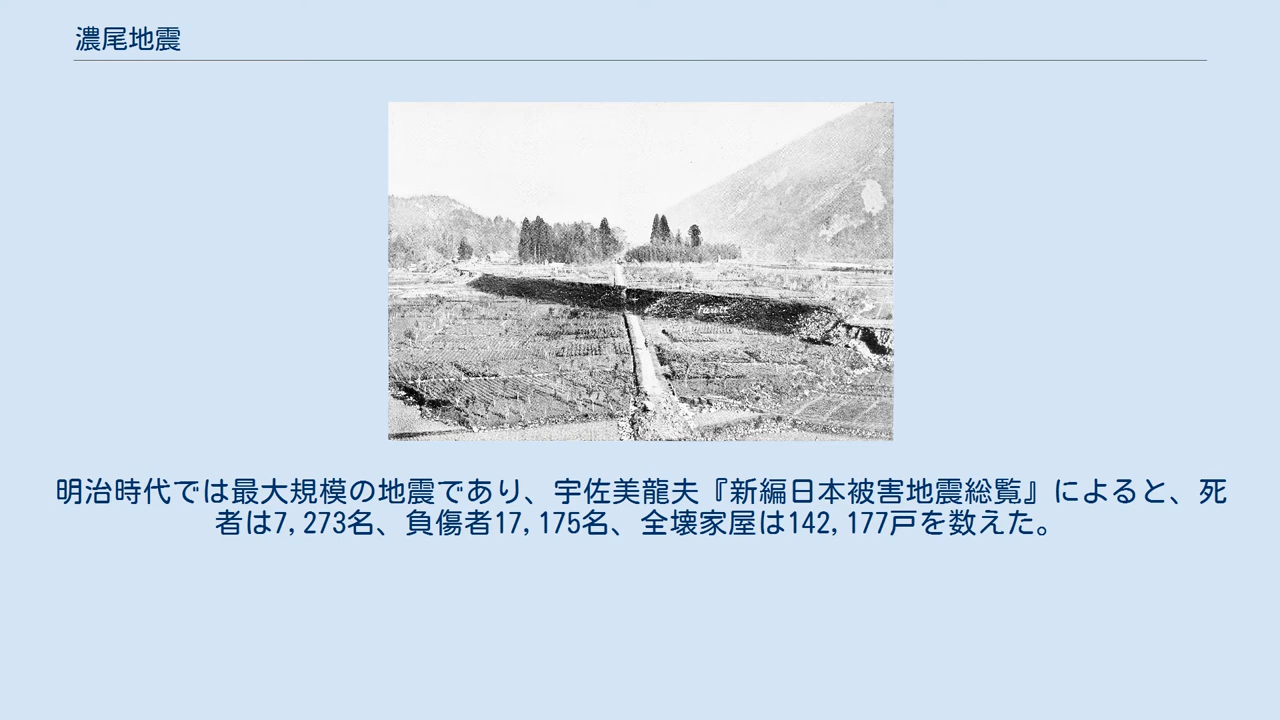 濃尾地震
fault
明治時代では最大規模の地震であり、宇佐美龍夫『新編日本被害地震総覧』によると、死
者は7,273名、負傷者17,175名、全壊家屋は142,177戸を数えた。